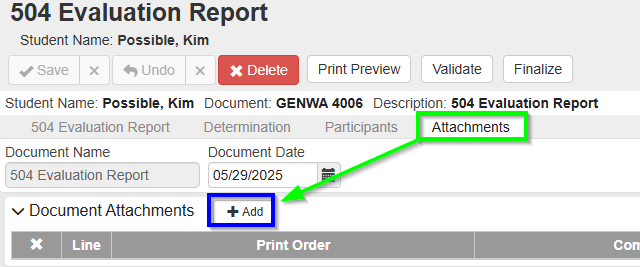 504 Evaluation Report
Student Name: Possible, Kim
Save Undo Delete Print Preview Validate Finalize
Student Name: Possible, Kim Document: GENWA 4006 Description: 504 Evaluation Report
504 Evaluation Report Determination Participants Attachments
Document Name Document Date
504 Evaluation Report 05/29/2025
Document Attachments Add
Line Print Order Com